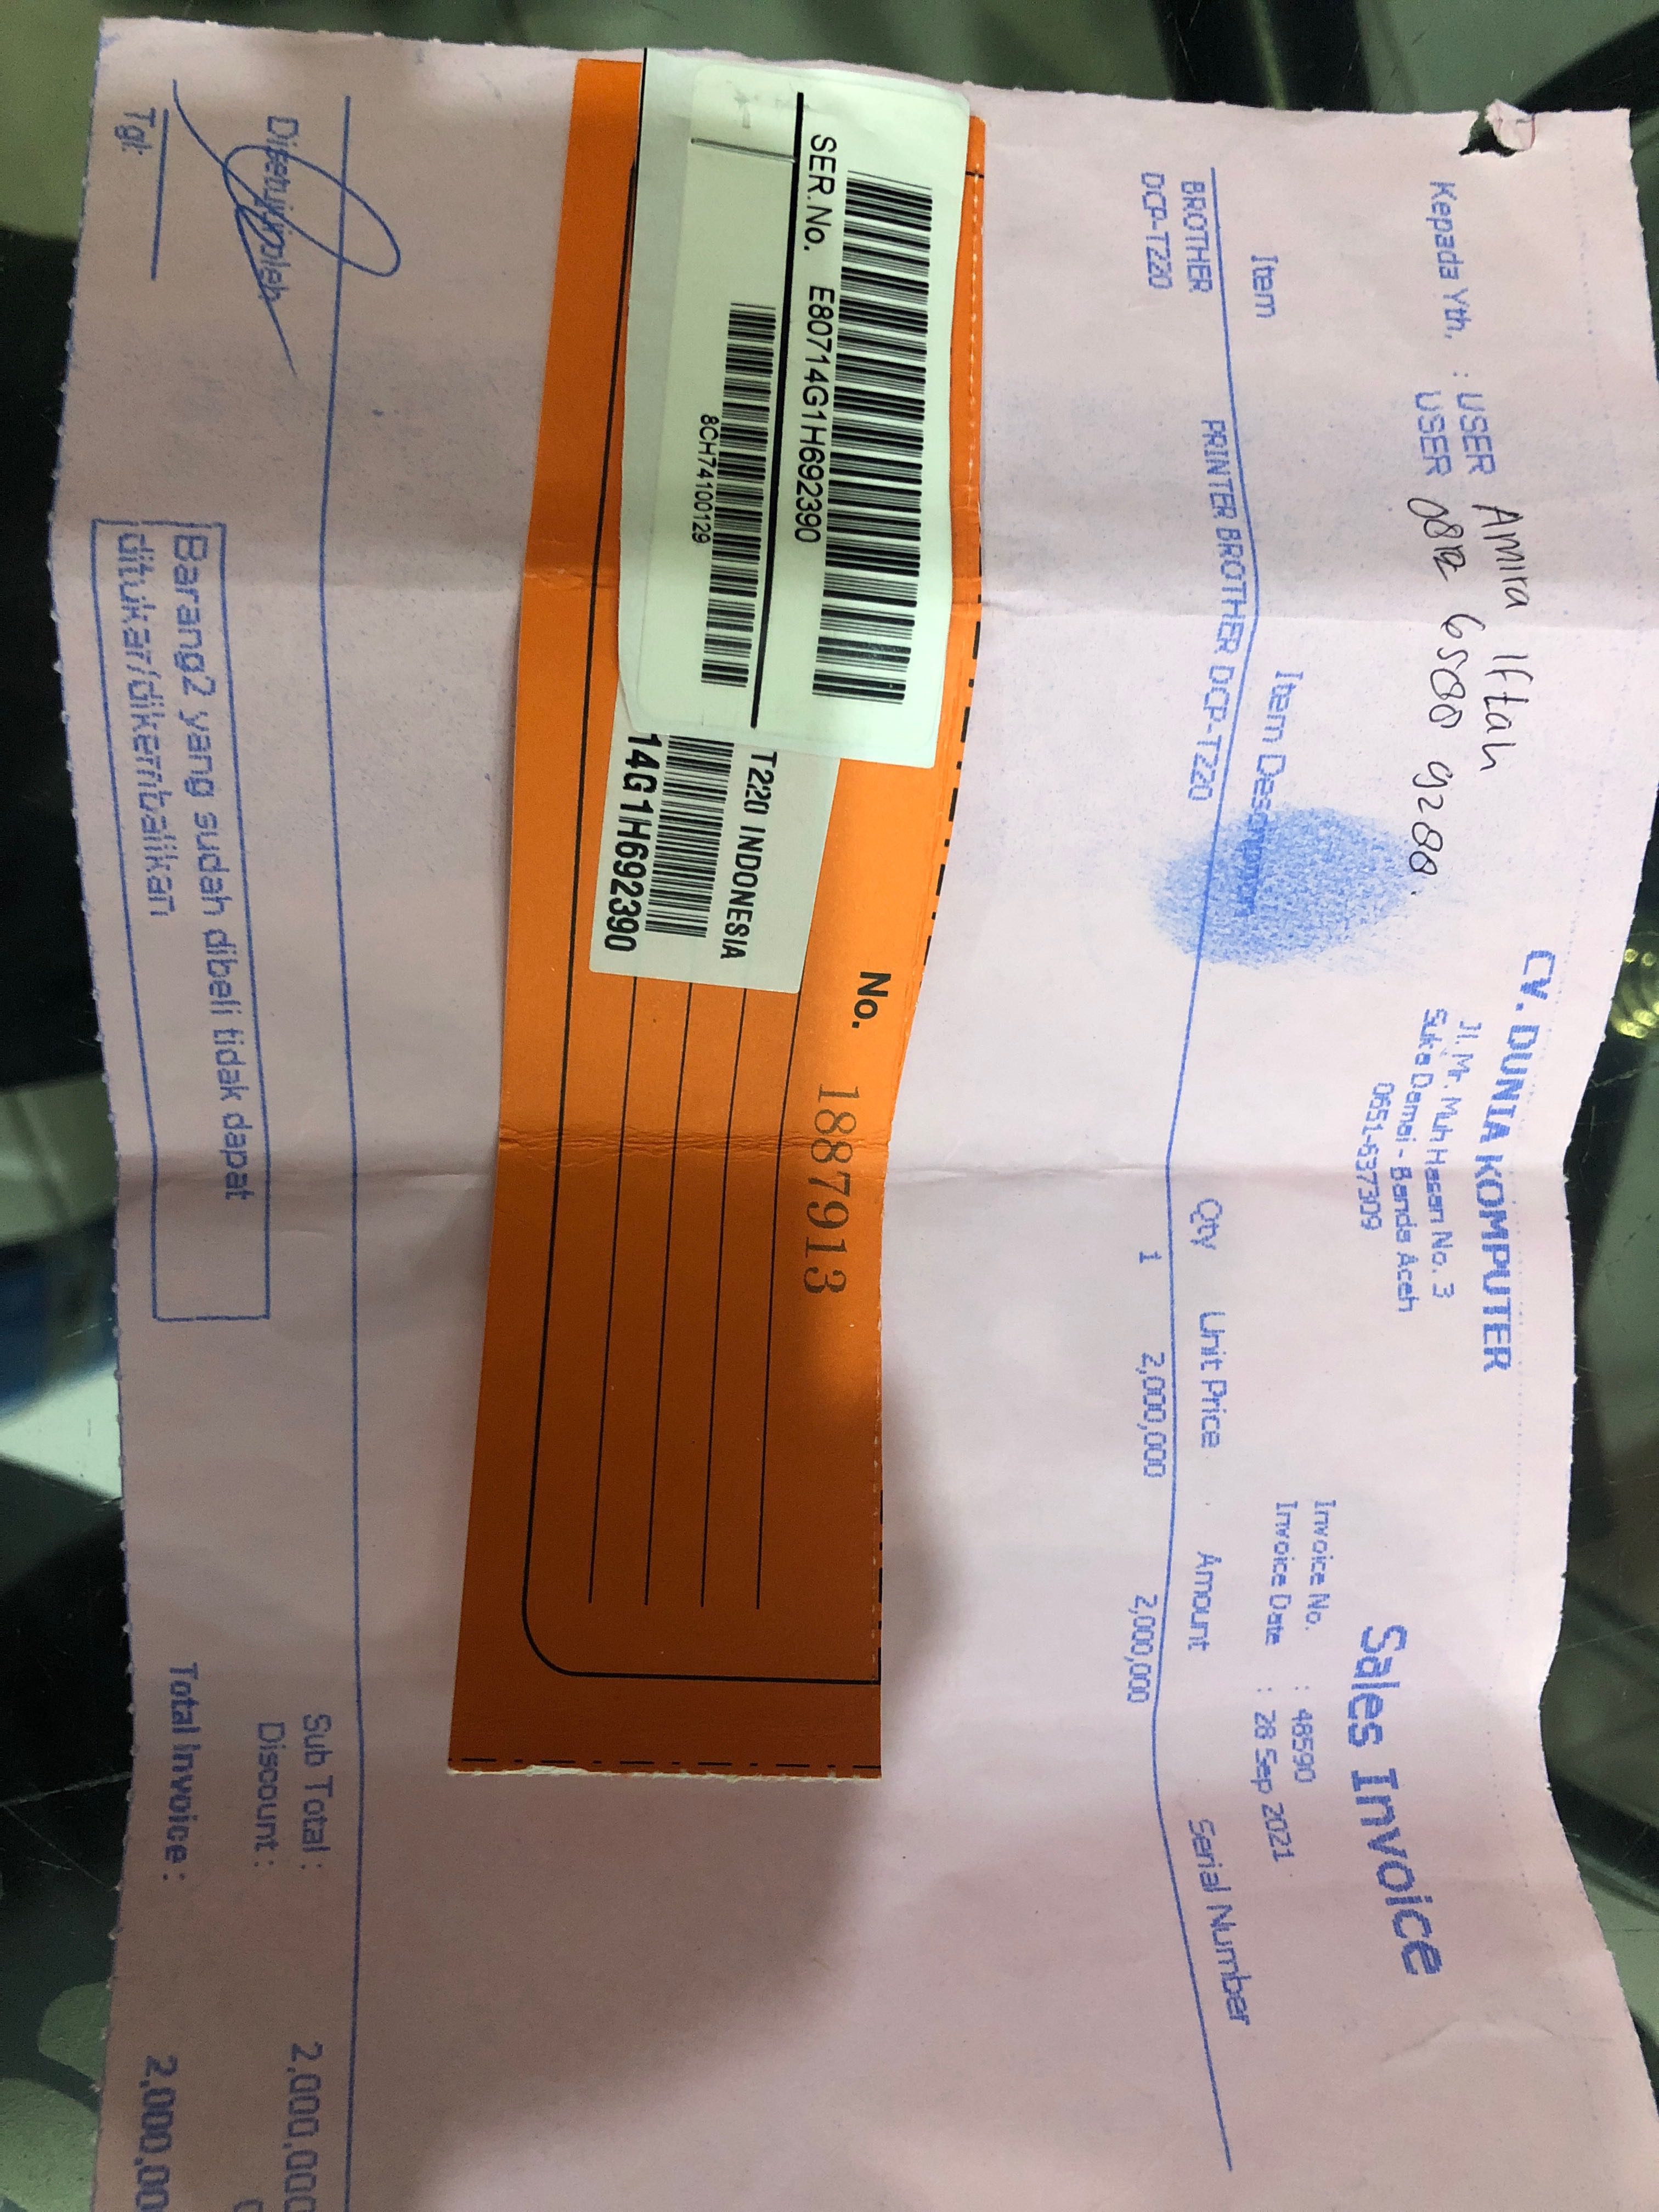 CV. DUNIA KOMPUTER
Jl. Mr. Muh Hasan No. 3
Suka Damai - Banda Aceh
0651-637309
Sales Invoice
Kepada Yth, : USER Amira Iftah
USER
Invoice No. : 48590
Invoice Date : 28 Sep 2021
Item Item Qty Unit Price Amount Serial Number
BROTHER PRINTER BROTHER DCP-T220 1 2,000,000 2,000,000
DCP-T220
SER.No. E80714G1H692390
8CH74100129
No. 1887913
T220 INDONESIA
14G1H692390
Disetujui oleh
Tgl:
Barang2 yang sudah dibeli tidak dapat
ditukar/dikembalikan
Sub Total : 2,000,000
Discount :
Total Invoice : 2,000,00